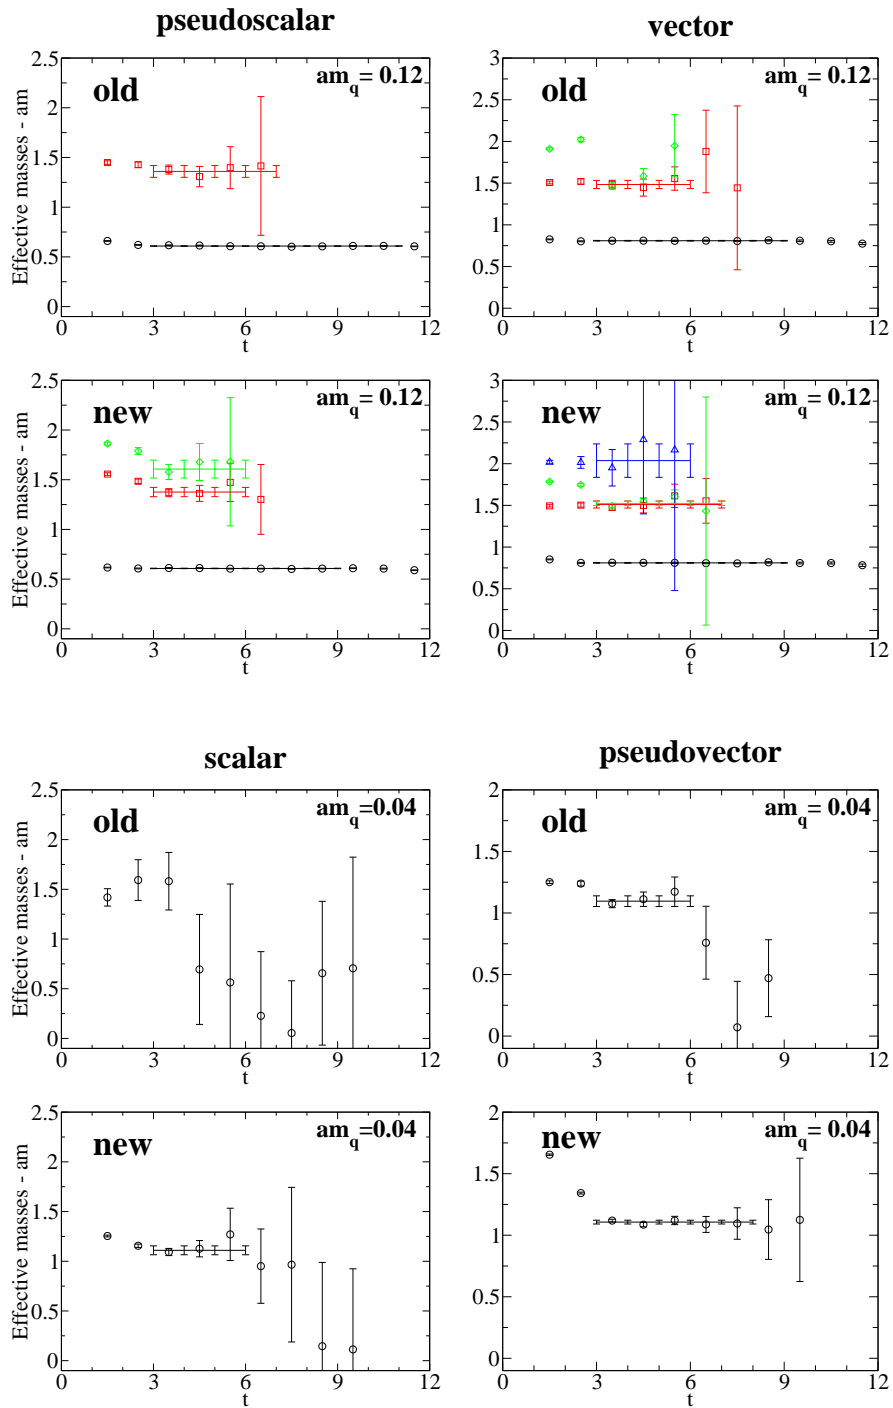 pseudoscalar
vector
old
am_q= 0.12
Effective masses - am
2.5
2
1.5
1
0.5
0
0 3 6 9 12
t
old
am_q= 0.12
3
2.5
2
1.5
1
0.5
0
0 3 6 9 12
t
new
am_q= 0.12
Effective masses - am
2.5
2
1.5
1
0.5
0
0 3 6 9 12
t
new
am_q= 0.12
3
2.5
2
1.5
1
0.5
0
0 3 6 9 12
t
scalar
pseudovector
old
am_q=0.04
Effective masses - am
2.5
2
1.5
1
0.5
0
0 3 6 9 12
t
old
am_q= 0.04
2
1.5
1
0.5
0
0 3 6 9 12
t
new
am_q=0.04
Effective masses - am
2.5
2
1.5
1
0.5
0
0 3 6 9 12
t
new
am_q= 0.04
2
1.5
1
0.5
0
0 3 6 9 12
t